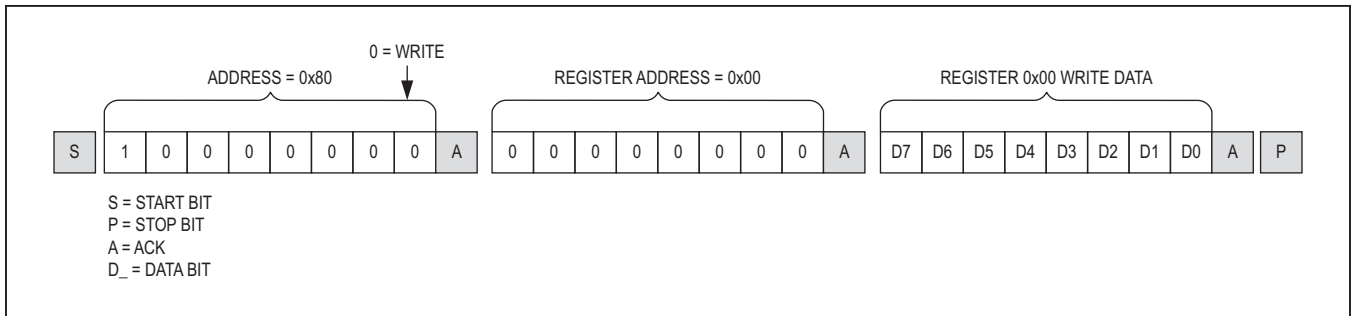 0 = WRITE
ADDRESS = 0x80 REGISTER ADDRESS = 0x00 REGISTER 0x00 WRITE DATA
S 1 0 0 0 0 0 0 0 A 0 0 0 0 0 0 0 0 A D7 D6 D5 D4 D3 D2 D1 D0 A P
S = START BIT
P = STOP BIT
A = ACK
D_ = DATA BIT